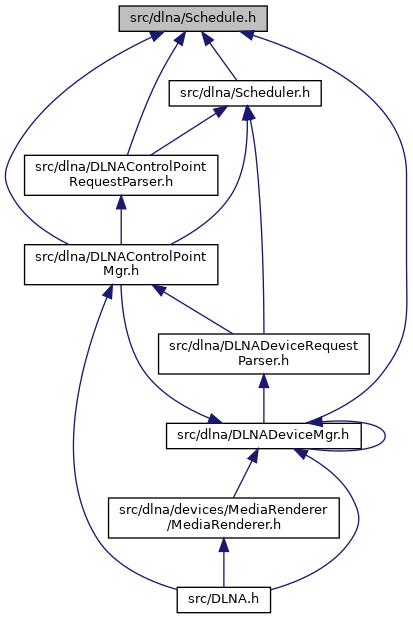 src/dlna/Schedule.h
src/dlna/Scheduler.h
src/dlna/DLNAControlPoint
RequestParser.h
src/dlna/DLNAControlPoint
Mgr.h
src/dlna/DLNADeviceRequest
Parser.h
src/dlna/DLNADeviceMgr.h
src/dlna/devices/MediaRenderer
/MediaRenderer.h
src/DLNA.h